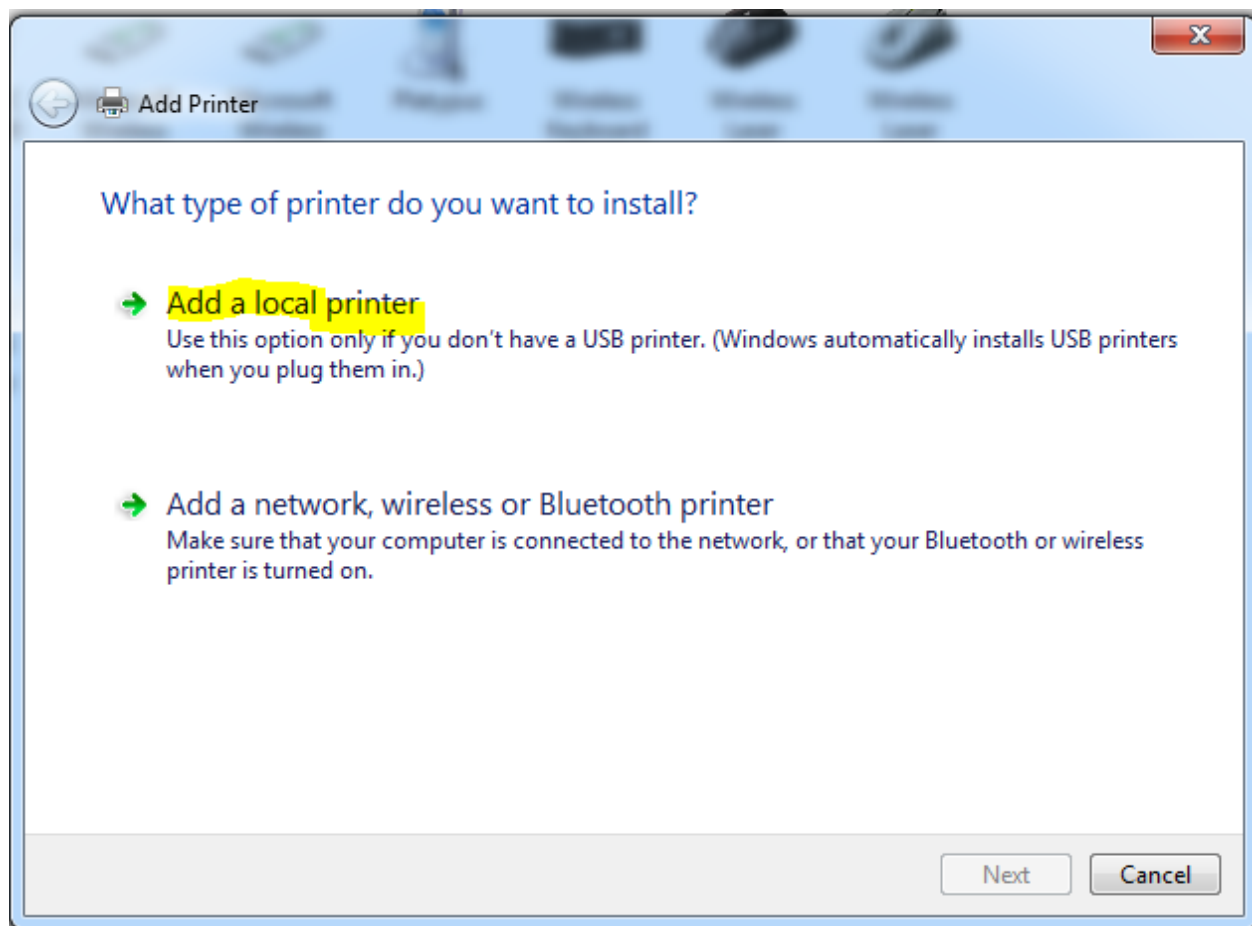 Add Printer
What type of printer do you want to install?
Add a local printer
Use this option only if you don't have a USB printer. (Windows automatically installs USB printers
when you plug them in.)
Add a network, wireless or Bluetooth printer
Make sure that your computer is connected to the network, or that your Bluetooth or wireless
printer is turned on.
Next
Cancel